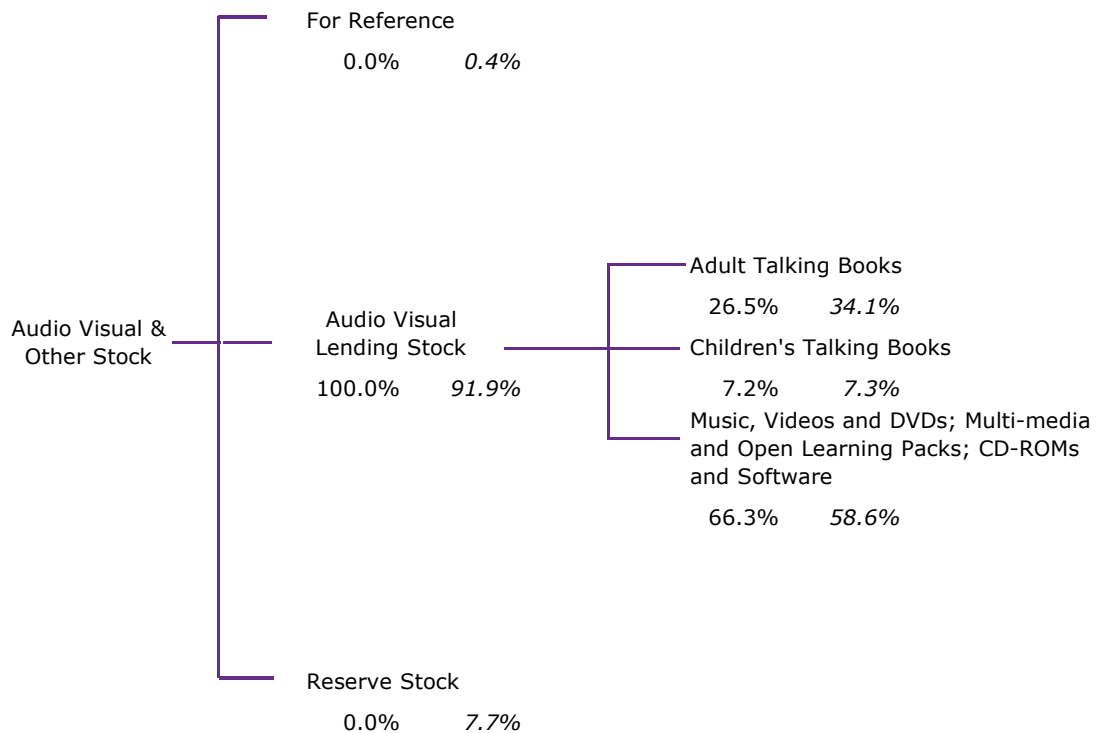 For Reference
0.0% 0.4%
Audio Visual &
Other Stock
Audio Visual
Lending Stock
100.0% 91.9%
Adult Talking Books
26.5% 34.1%
Children's Talking Books
7.2% 7.3%
Music, Videos and DVDs; Multi-media
and Open Learning Packs; CD-ROMs
and Software
66.3% 58.6%
Reserve Stock
0.0% 7.7%